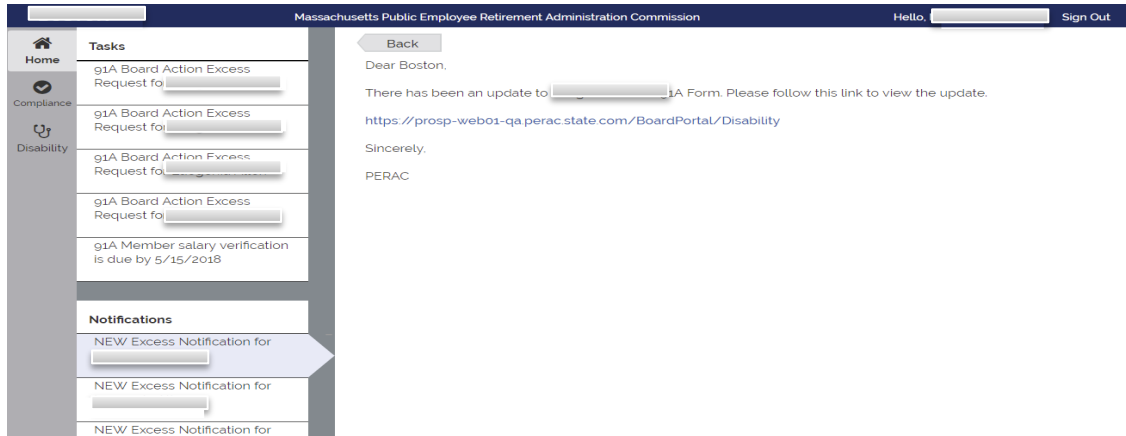 Massachusetts Public Employee Retirement Administration Commission
Hello,
Sign Out
Home
Compliance
Disability
Tasks
91A Board Action Excess
Request fo
91A Board Action Excess
Request for
91A Board Action Excess
Request fo
91A Board Action Excess
Request fo
91A Member salary verification
is due by 5/15/2018
Notifications
NEW Excess Notification for
NEW Excess Notification for
NEW Excess Notification for
Back
Dear Boston,
There has been an update to 1A Form. Please follow this link to view the update.
https://prosp-web01-qa.perac.state.com/BoardPortal/Disability
Sincerely,
PERAC